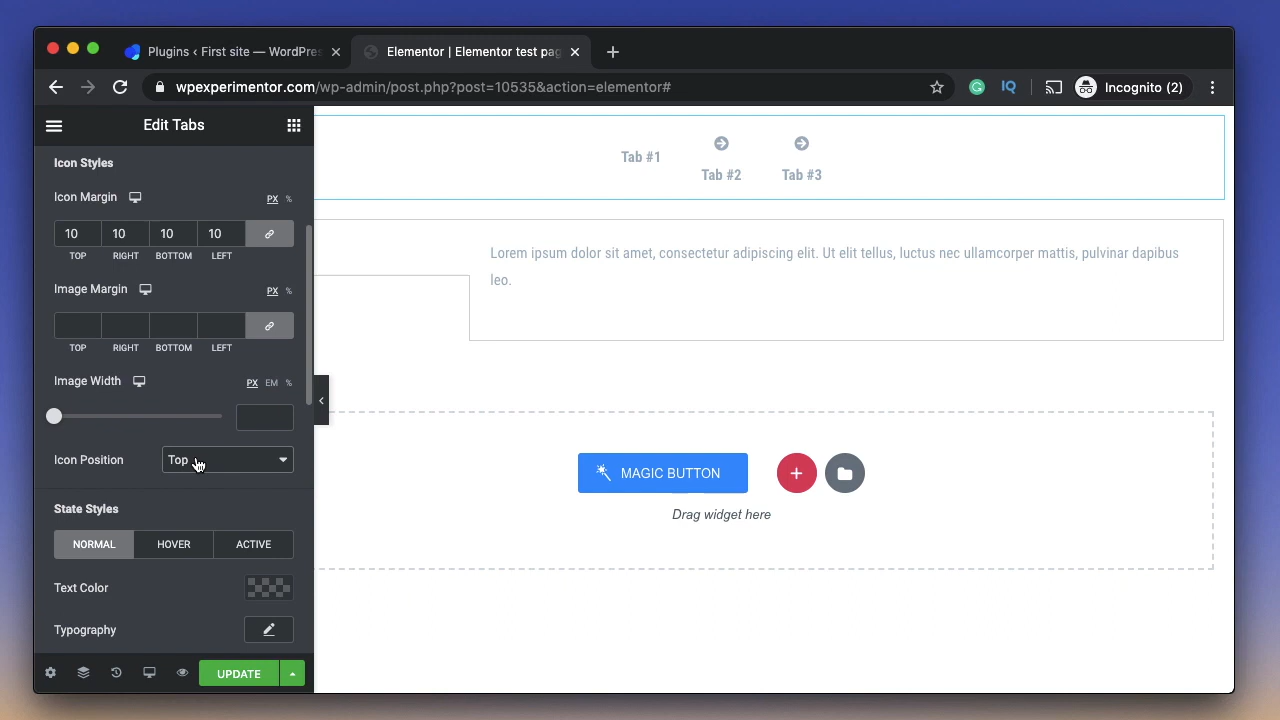 Plugins ‹ First site — WordPres
Elementor | Elementor test pag
wpexperimentor.com/wp-admin/post.php?post=10535&action=elementor#
Incognito (2)
Edit Tabs
Icon Styles
Icon Margin
PX %
10 10 10 10
TOP RIGHT BOTTOM LEFT
Image Margin
PX %
TOP RIGHT BOTTOM LEFT
Image Width
PX EM %
Icon Position
Top
State Styles
NORMAL HOVER ACTIVE
Text Color
Typography
UPDATE
Tab #1
Tab #2
Tab #3
Lorem ipsum dolor sit amet, consectetur adipiscing elit. Ut elit tellus, luctus nec ullamcorper mattis, pulvinar dapibus
leo.
MAGIC BUTTON
Drag widget here